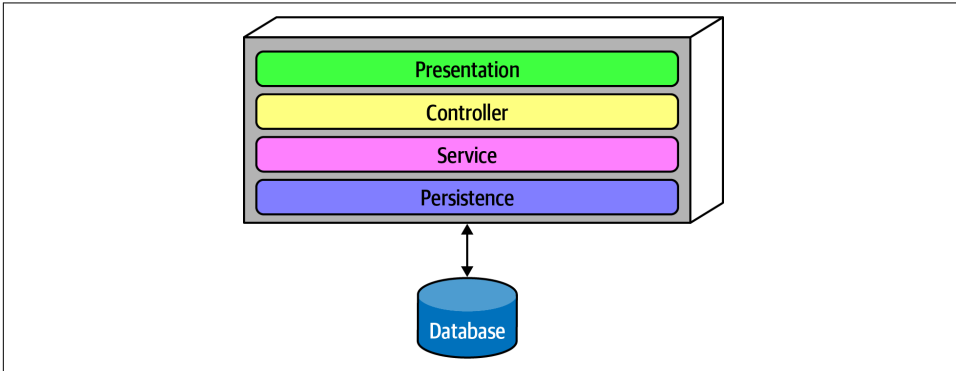 Presentation
Controller
Service
Persistence
Database